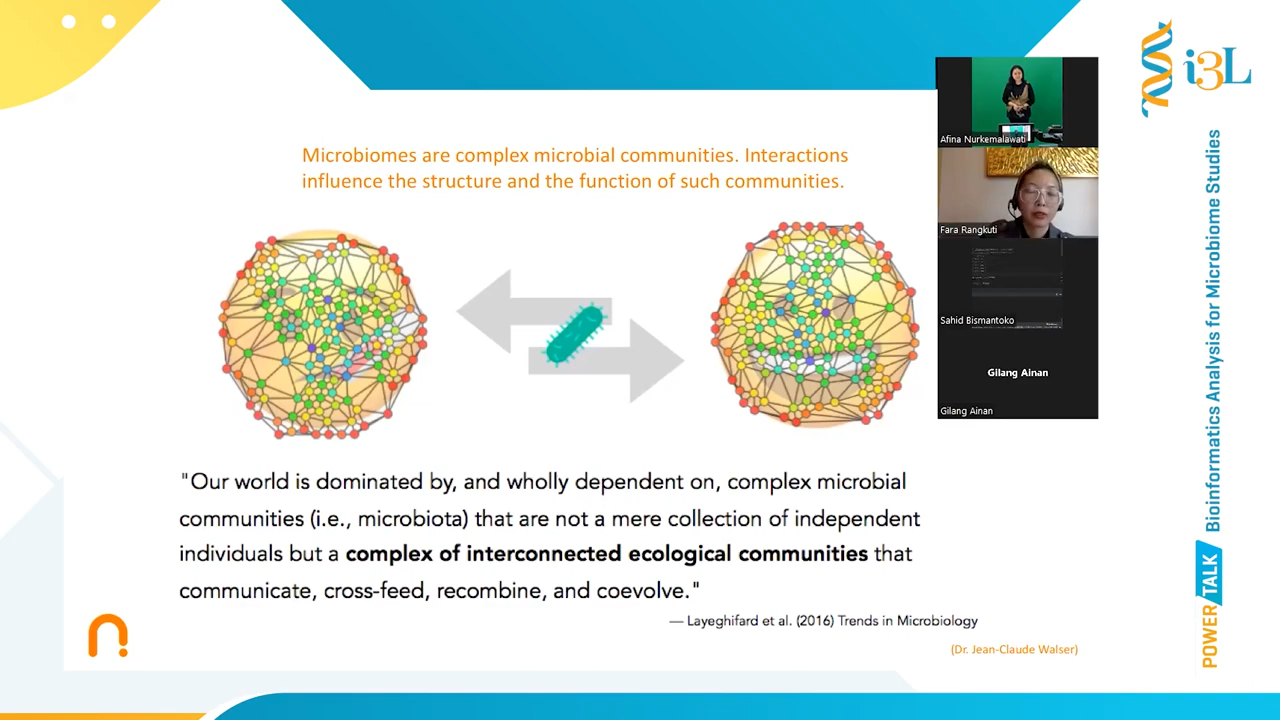 i3L
Microbiomes are complex microbial communities. Interactions
influence the structure and the function of such communities.
Afina Nurkemalawati
Fara Rangkuti
Sahid Bismantoko
Gilang Ainan
Gilang Ainan
"Our world is dominated by, and wholly dependent on, complex microbial
communities (i.e., microbiota) that are not a mere collection of independent
individuals but a complex of interconnected ecological communities that
communicate, cross-feed, recombine, and coevolve."
— Layeghifard et al. (2016) Trends in Microbiology
(Dr. Jean-Claude Walser)
POWER TALK Bioinformatics Analysis for Microbiome Studies